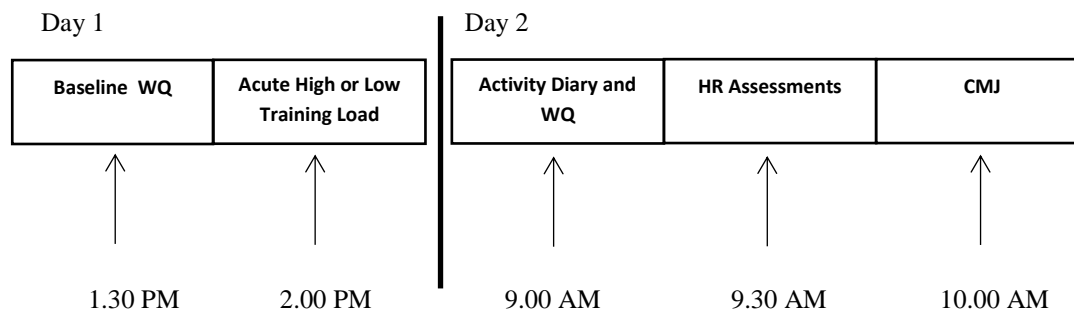 Day 1
Day 2
Baseline WQ
Acute High or Low
Training Load
Activity Diary and
WQ
HR Assessments
CMJ
1.30 PM
2.00 PM
9.00 AM
9.30 AM
10.00 AM